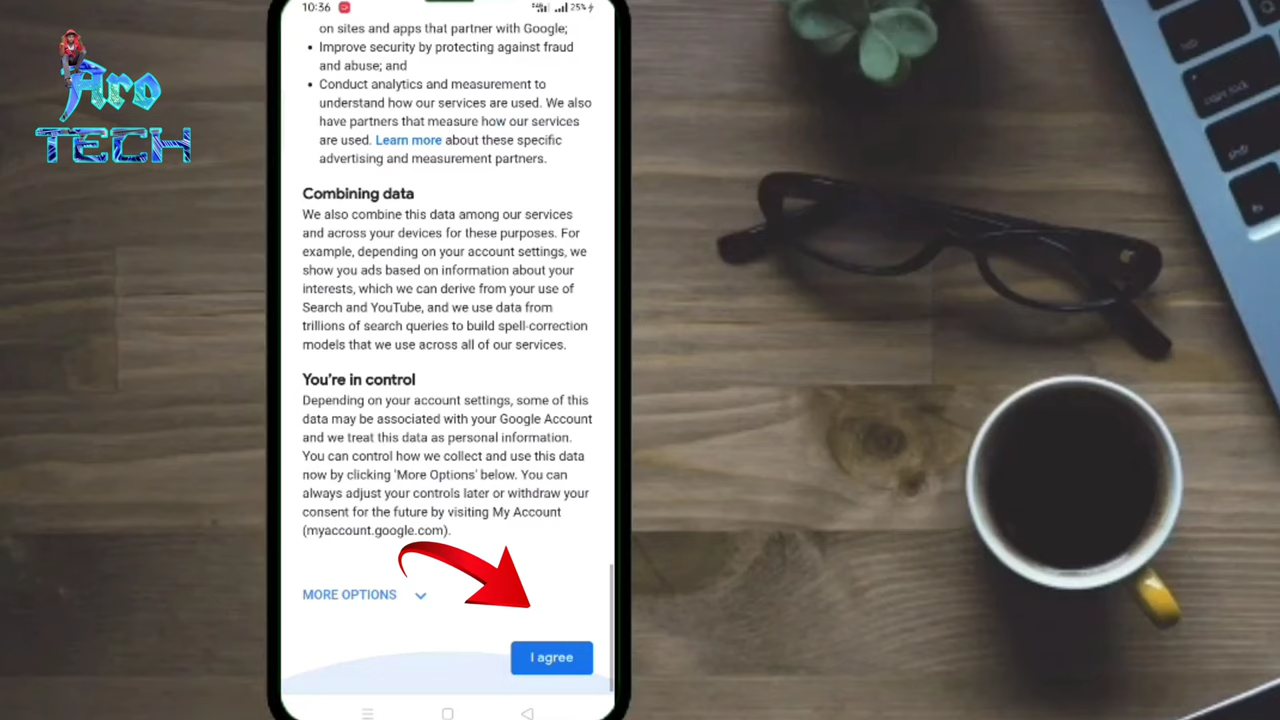 10:36
25%
on sites and apps that partner with Google;
• Improve security by protecting against fraud
and abuse; and
• Conduct analytics and measurement to
understand how our services are used. We also
have partners that measure how our services
are used. Learn more about these specific
advertising and measurement partners.
Combining data
We also combine this data among our services
and across your devices for these purposes. For
example, depending on your account settings, we
show you ads based on information about your
interests, which we can derive from your use of
Search and YouTube, and we use data from
trillions of search queries to build spell-correction
models that we use across all of our services.
You're in control
Depending on your account settings, some of this
data may be associated with your Google Account
and we treat this data as personal information.
You can control how we collect and use this data
now by clicking 'More Options' below. You can
always adjust your controls later or withdraw your
consent for the future by visiting My Account
(myaccount.google.com).
MORE OPTIONS
I agree
Aro
TECH
tab
caps lock
shift
fn